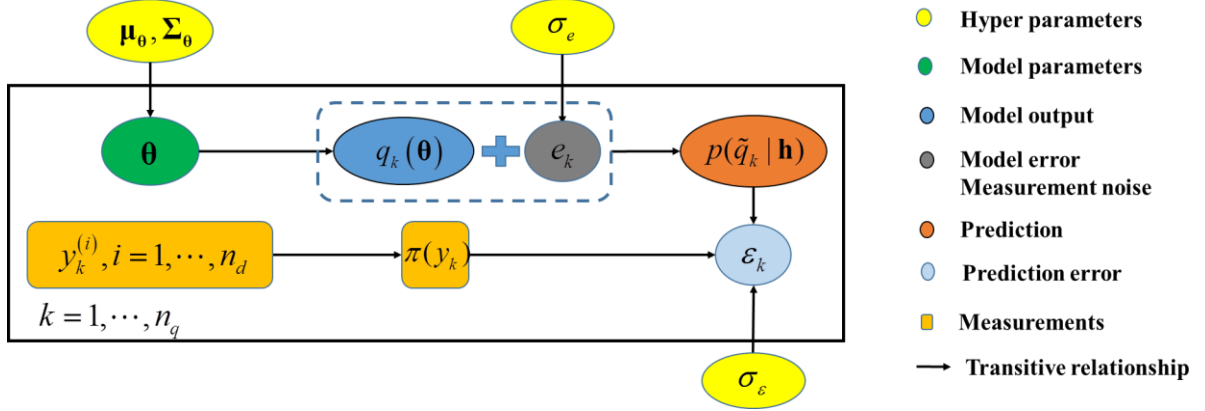 μ_θ, Σ_θ
σ_e
θ
q_k(θ)
e_k
p(q̃_k | h)
y_k^{(i)}, i = 1, ⋯, n_d
π(y_k)
ε_k
k = 1, ⋯, n_q
σ_ε
Hyper parameters
Model parameters
Model output
Model error
Measurement noise
Prediction
Prediction error
Measurements
Transitive relationship